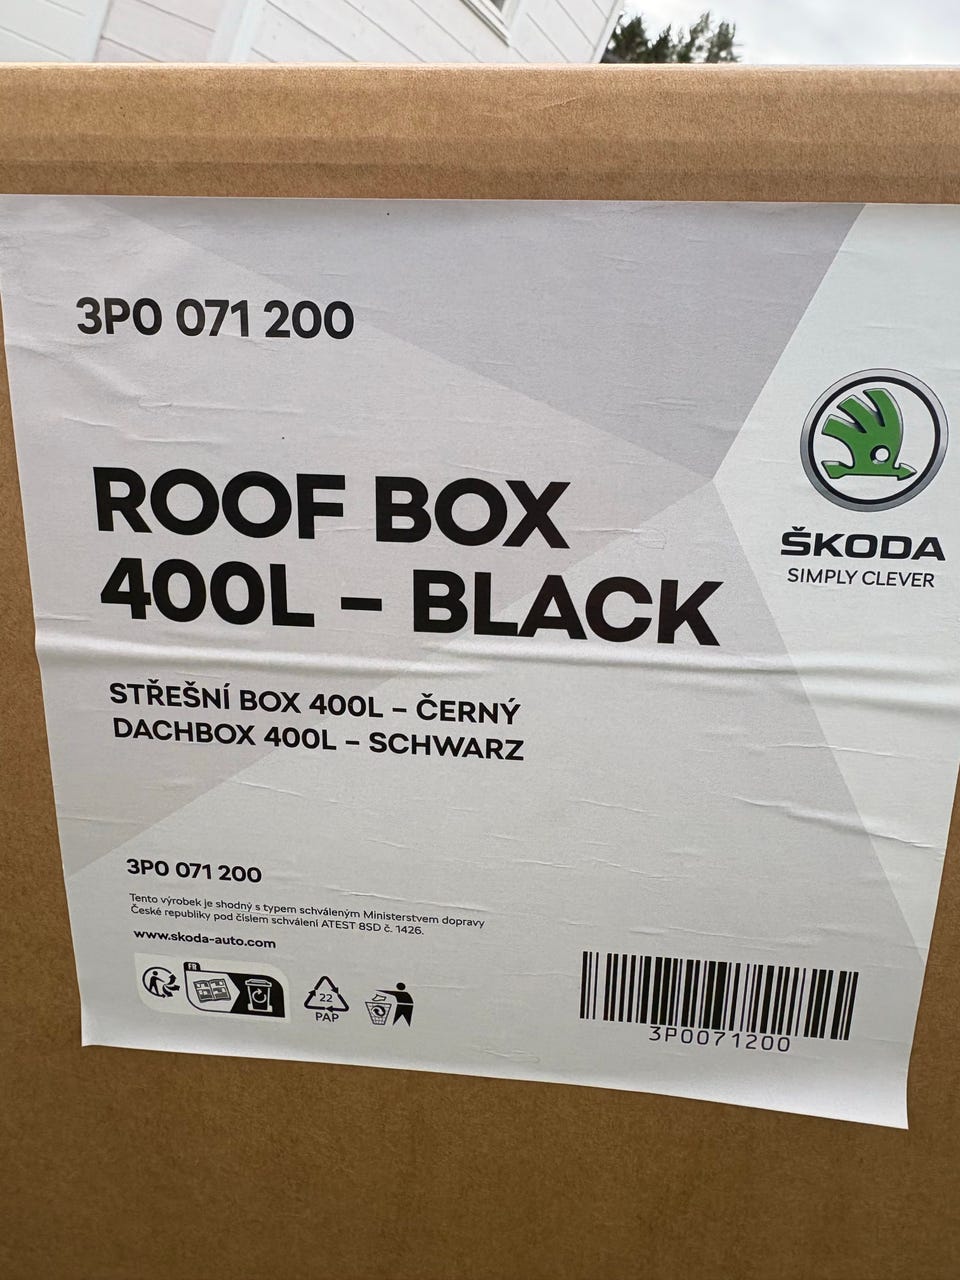 3P0 071 200
ROOF BOX
400L – BLACK
ŠKODA
SIMPLY CLEVER
STŘEŠNÍ BOX 400L – ČERNÝ
DACHBOX 400L – SCHWARZ
3P0 071 200
Tento výrobek je shodný s typem schváleným Ministerstvem dopravy
České republiky pod číslem schválení ATEST 8SD č. 1426.
www.skoda-auto.com
FR
22
PAP
3P0071200